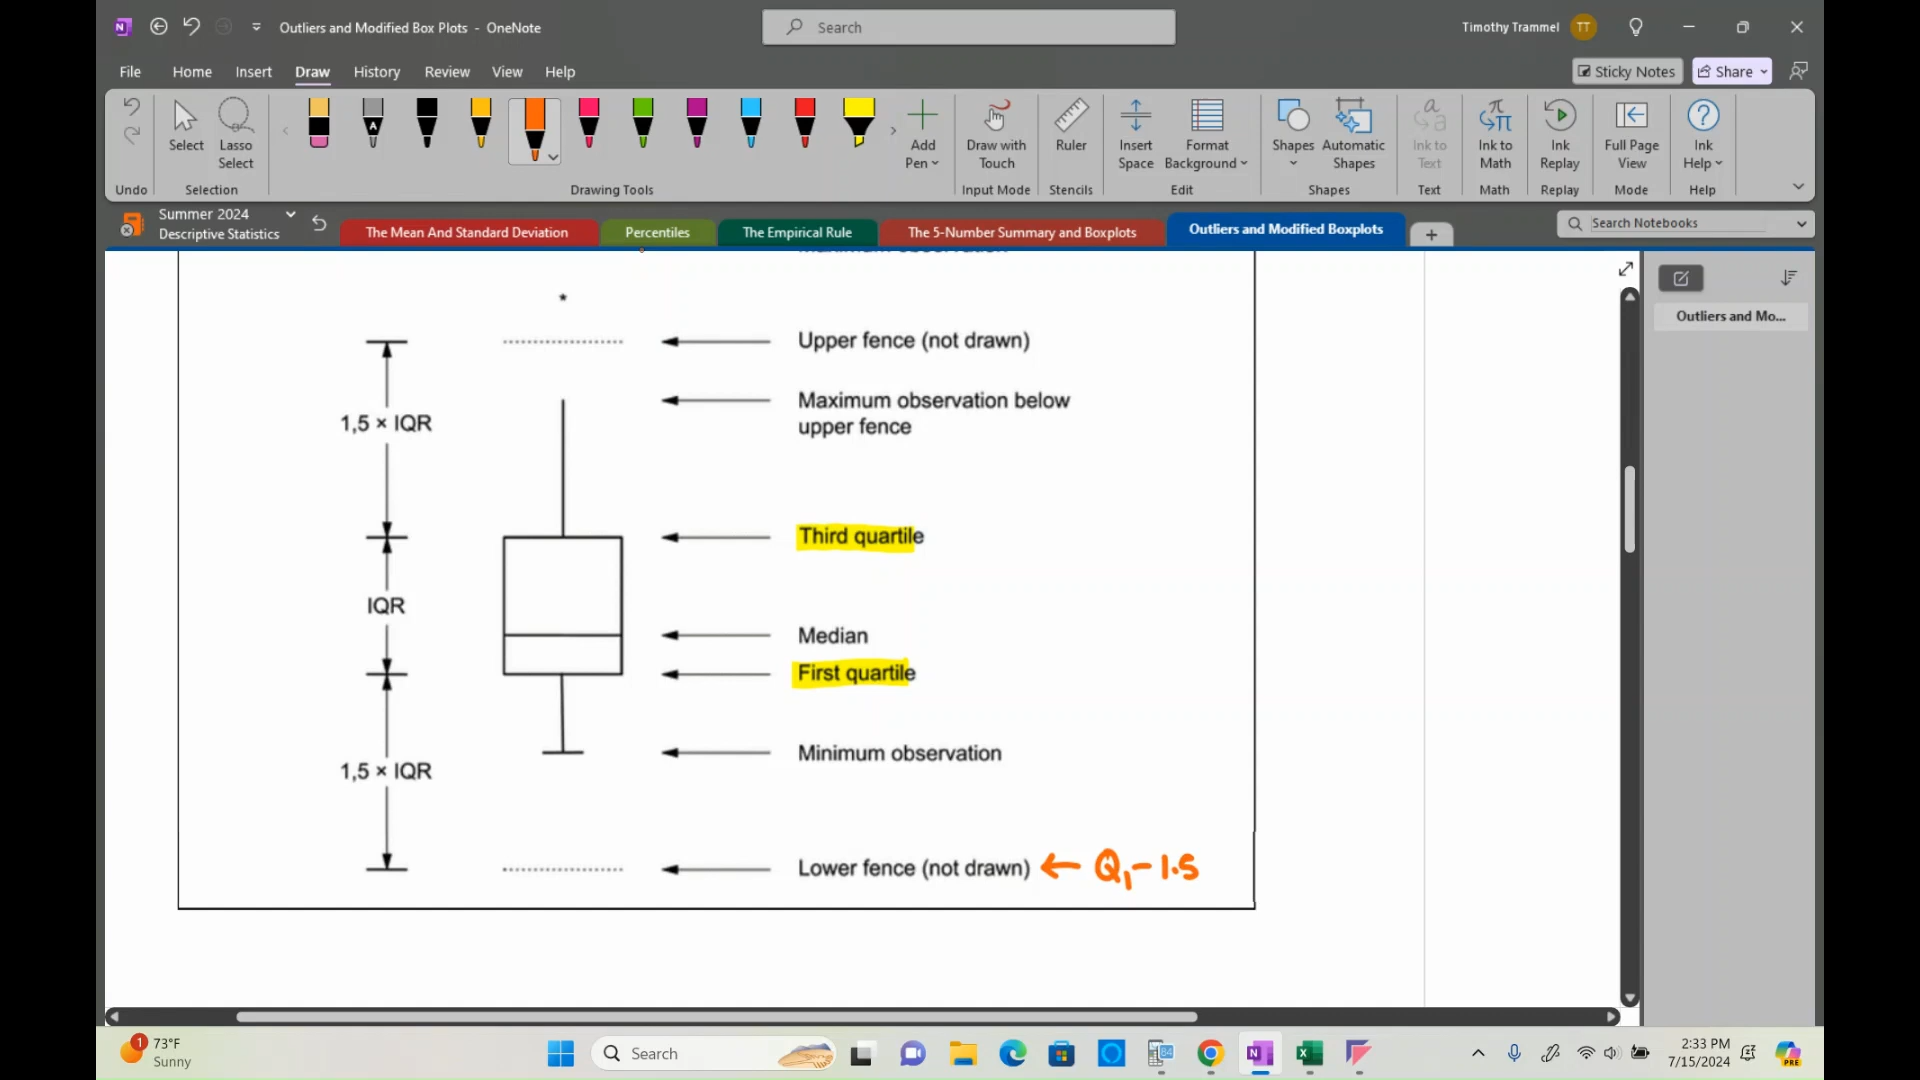 Outliers and Modified Box Plots - OneNote
Search
Timothy Trammel
TT
File Home Insert Draw History Review View Help
Sticky Notes
Share
Undo
Select
Lasso Select
Selection
Drawing Tools
Add Pen
Draw with Touch
Input Mode
Ruler
Stencils
Insert Space
Format Background
Edit
Shapes
Automatic Shapes
Shapes
Ink to Text
Text
Ink to Math
Math
Ink Replay
Replay
Full Page View
Mode
Ink Help
Help
Summer 2024
Descriptive Statistics
The Mean And Standard Deviation
Percentiles
The Empirical Rule
The 5-Number Summary and Boxplots
Outliers and Modified Boxplots
Search Notebooks
Outliers and Mo...
*
Upper fence (not drawn)
Maximum observation below
upper fence
1,5 × IQR
Third quartile
IQR
Median
First quartile
Minimum observation
1,5 × IQR
Lower fence (not drawn) ← Q₁ - 1.5
1
73°F
Sunny
Search
2:33 PM
7/15/2024
PRE